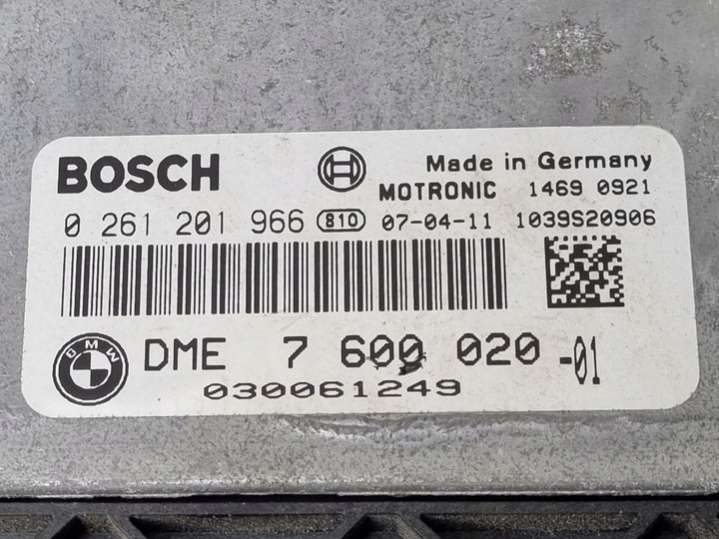 BOSCH
Made in Germany
MOTRONIC 1469 0921
0 261 201 966 810 07-04-11 1039S20906
BMW DME 7 600 020 -01
030061249